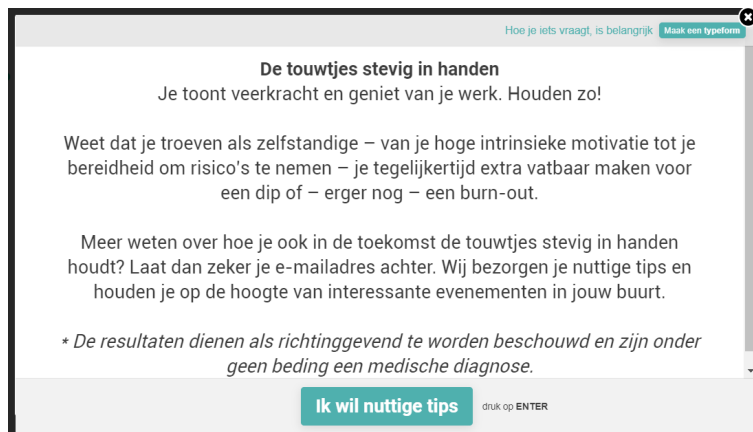 Hoe je iets vraagt, is belangrijk Maak een typeform
De touwtjes stevig in handen
Je toont veerkracht en geniet van je werk. Houden zo!
Weet dat je troeven als zelfstandige – van je hoge intrinsieke motivatie tot je
bereidheid om risico's te nemen – je tegelijkertijd extra vatbaar maken voor
een dip of – erger nog – een burn-out.
Meer weten over hoe je ook in de toekomst de touwtjes stevig in handen
houdt? Laat dan zeker je e-mailadres achter. Wij bezorgen je nuttige tips en
houden je op de hoogte van interessante evenementen in jouw buurt.
* De resultaten dienen als richtinggevend te worden beschouwd en zijn onder
geen beding een medische diagnose.
Ik wil nuttige tips druk op ENTER